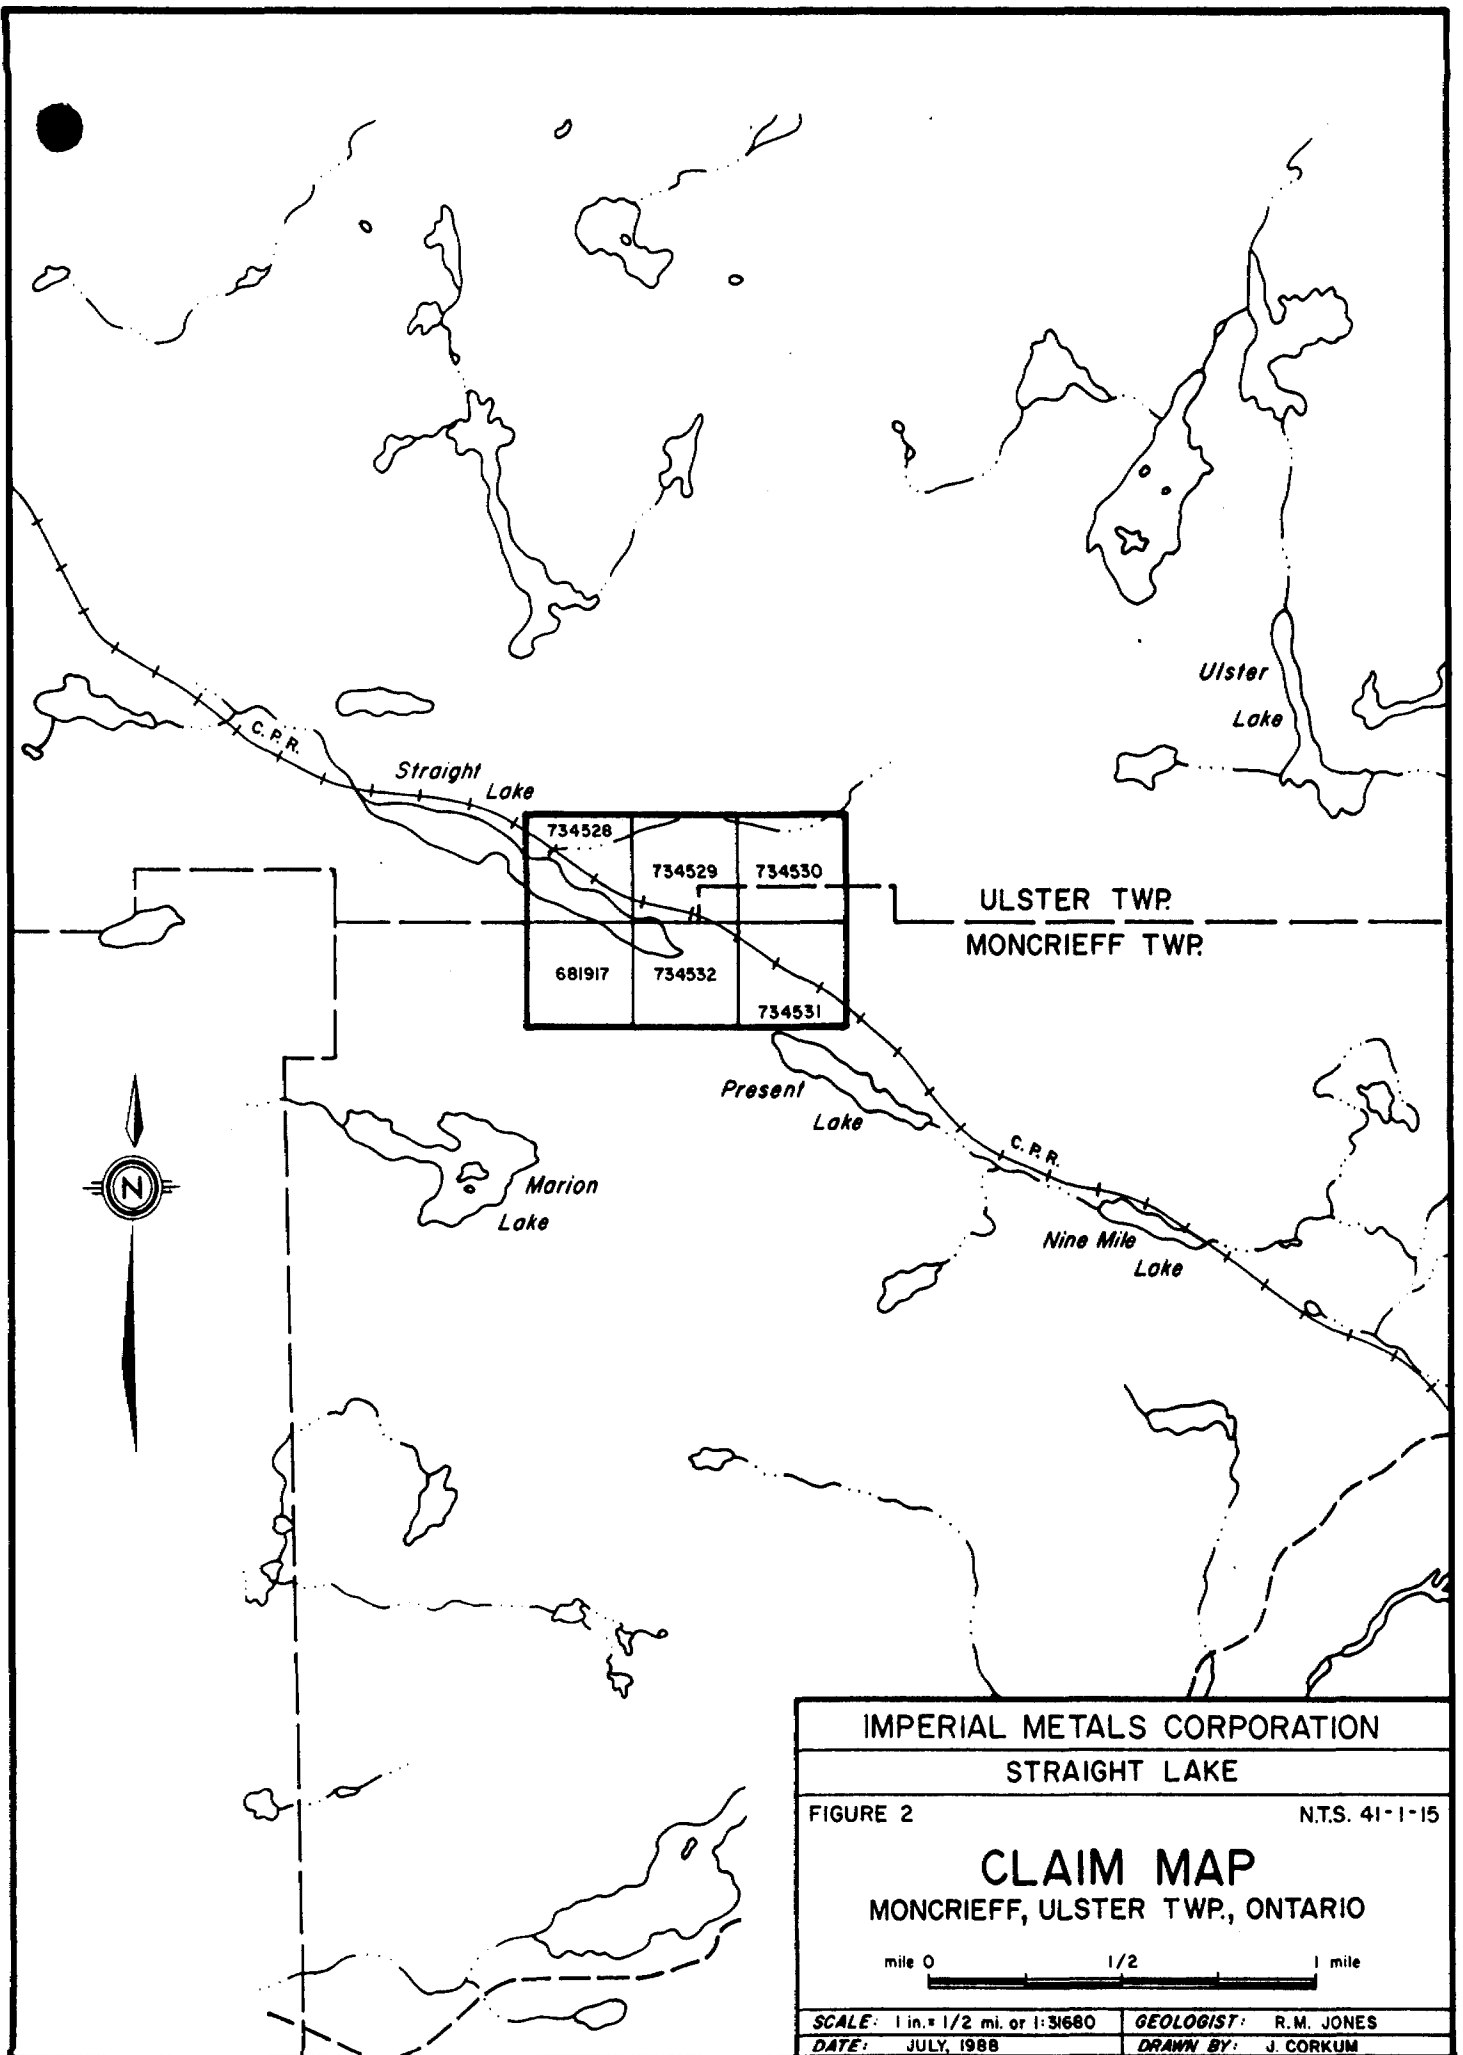 Ulster
Lake
C.P.R.
Straight
Lake
734528
734529
734530
ULSTER TWP.
MONCRIEFF TWP.
681917
734532
734531
Present
Lake
C.P.R.
N
Marion
Lake
Nine Mile
Lake
IMPERIAL METALS CORPORATION
STRAIGHT LAKE
FIGURE 2 N.T.S. 41-1-15
CLAIM MAP
MONCRIEFF, ULSTER TWP., ONTARIO
mile 0 1/2 1 mile
SCALE: 1 in.= 1/2 mi. or 1:31680 GEOLOGIST: R.M. JONES
DATE: JULY, 1988 DRAWN BY: J. CORKUM